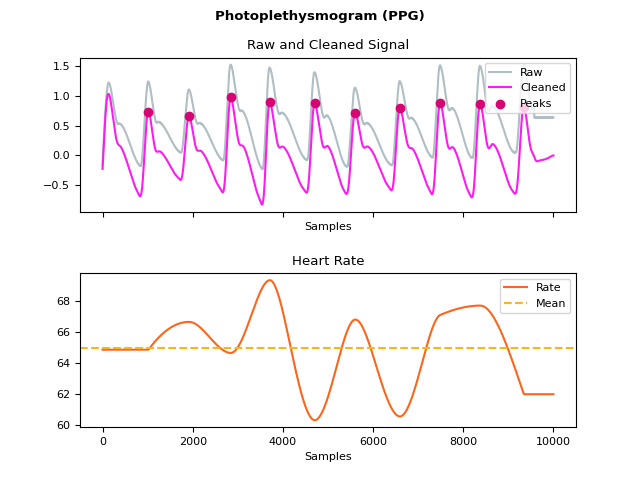 Photoplethysmogram (PPG)
Raw and Cleaned Signal
1.5
1.0
0.5
0.0
−0.5
Raw
Cleaned
Peaks
Samples
Heart Rate
68
66
64
62
60
Rate
Mean
0 2000 4000 6000 8000 10000
Samples